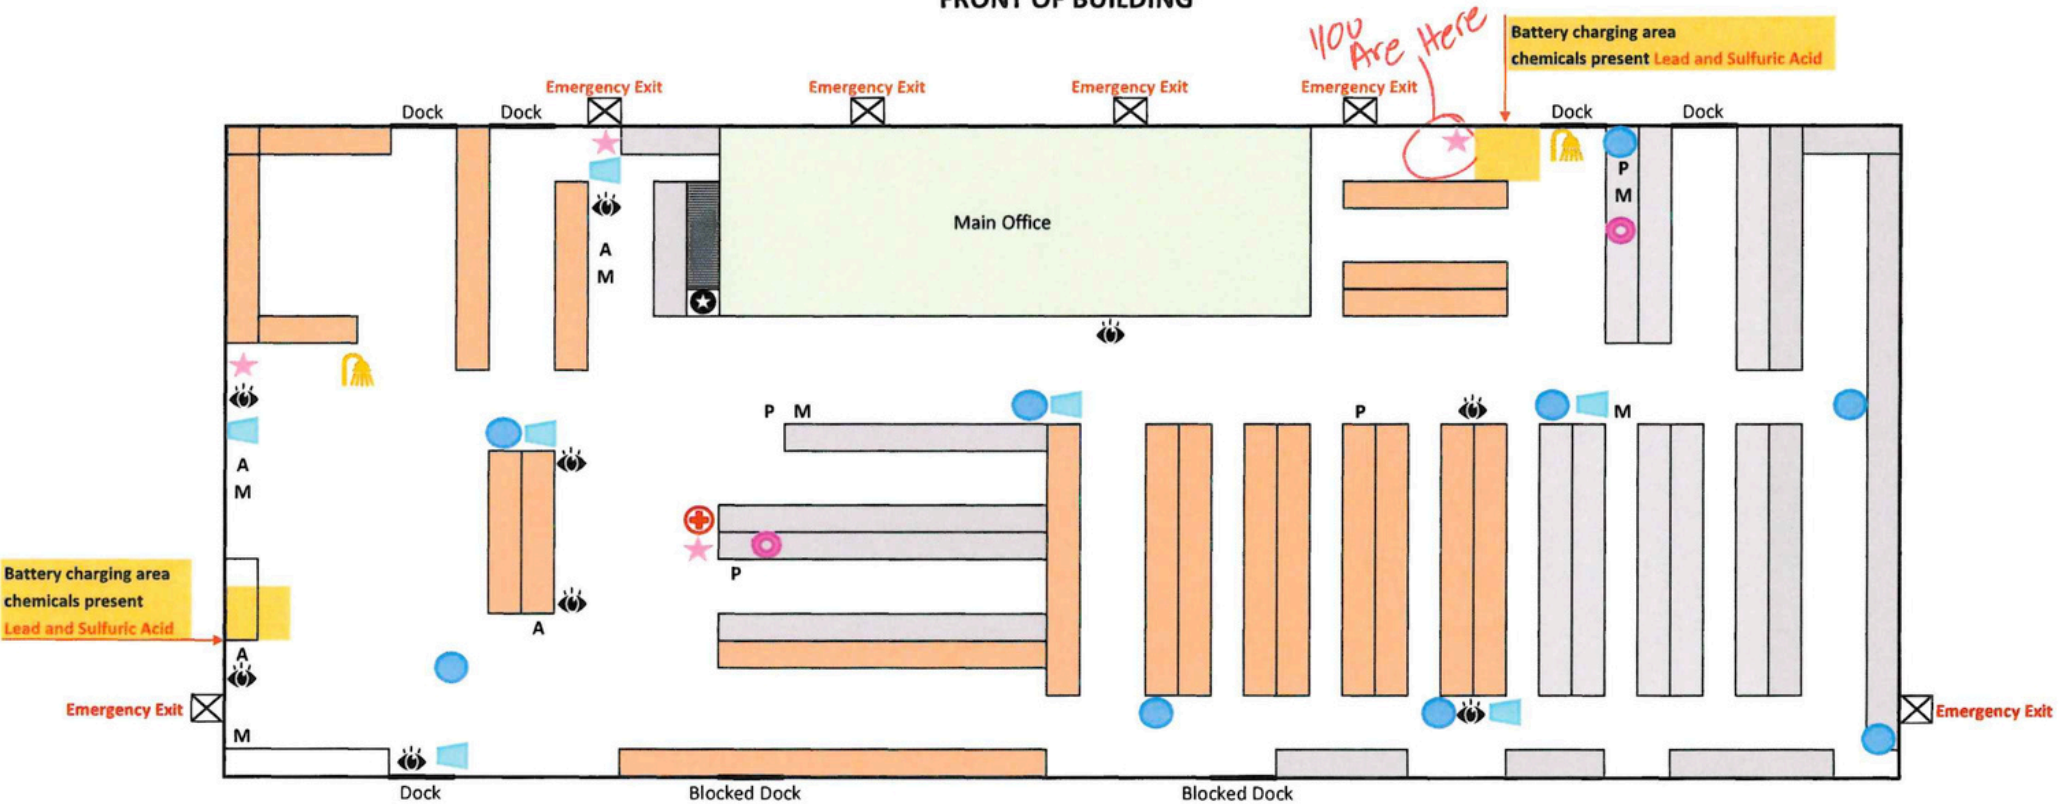 FRONT OF BUILDING
You
Are Here
Battery charging area
chemicals present Lead and Sulfuric Acid
Emergency Exit
Emergency Exit
Emergency Exit
Emergency Exit
Dock
Dock
Dock
Dock
P
M
Main Office
A
M
P M
P
M
A
M
P
A
Battery charging area
chemicals present
Lead and Sulfuric Acid
A
Emergency Exit
Emergency Exit
M
Dock
Blocked Dock
Blocked Dock